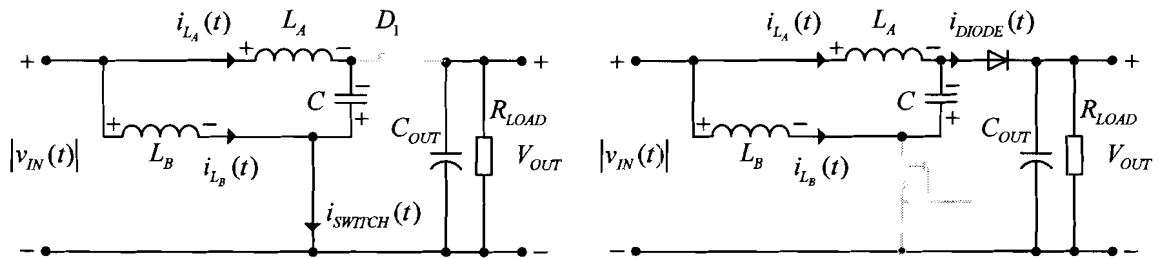 i_{L_A}(t) L_A D_1
+ + − +
C − +
+ − C_{OUT} R_{LOAD}
|v_{IN}(t)| L_B i_{L_B}(t) V_{OUT}
i_{SWITCH}(t)
− −
i_{L_A}(t) L_A i_{DIODE}(t)
+ + − +
C − +
+ − C_{OUT} R_{LOAD}
|v_{IN}(t)| L_B i_{L_B}(t) V_{OUT}
− −